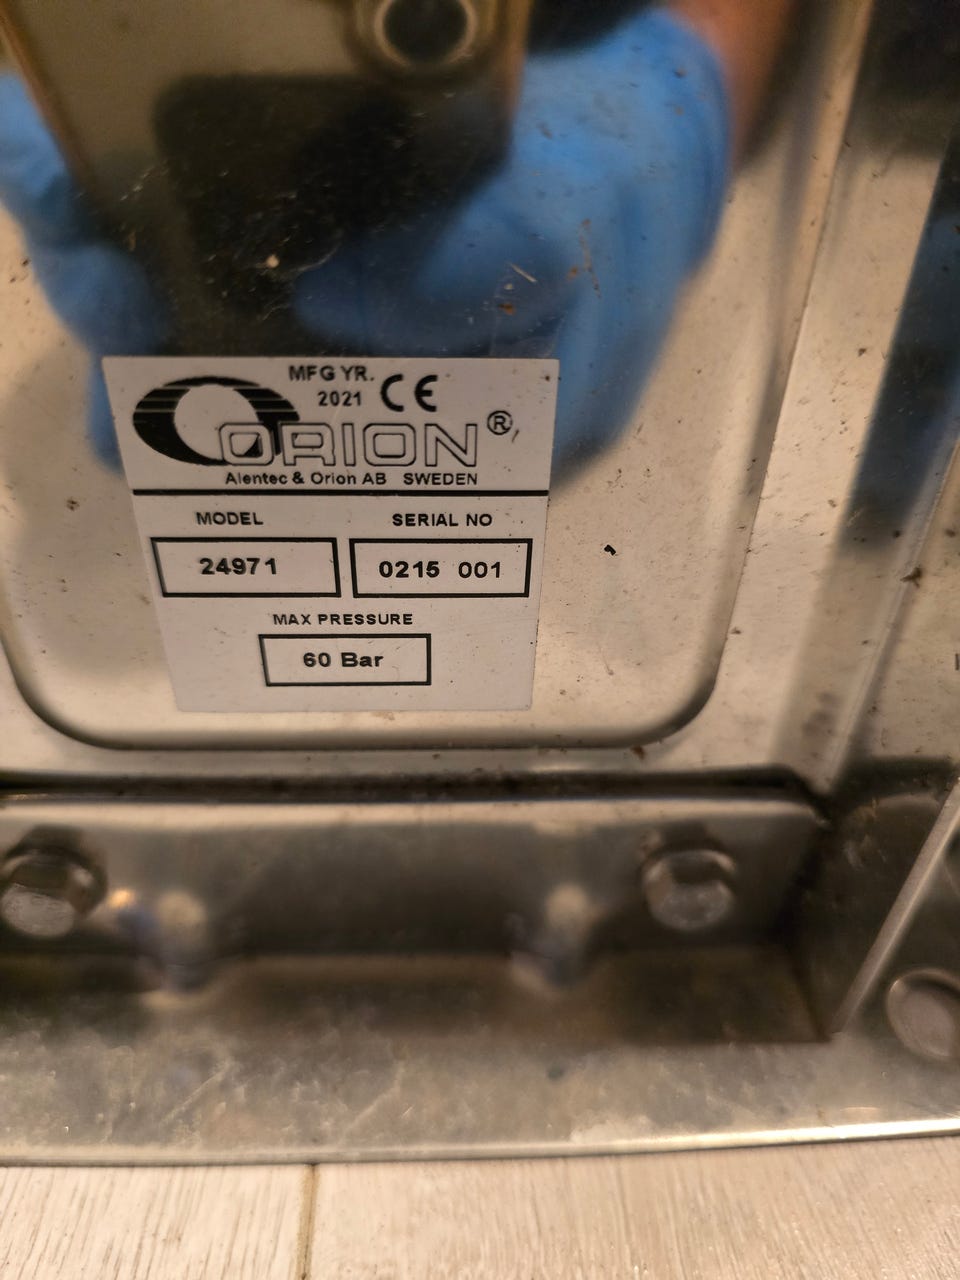 MFG YR.
2021 CE
ORION®
Alentec & Orion AB SWEDEN
MODEL SERIAL NO
24971 0215 001
MAX PRESSURE
60 Bar